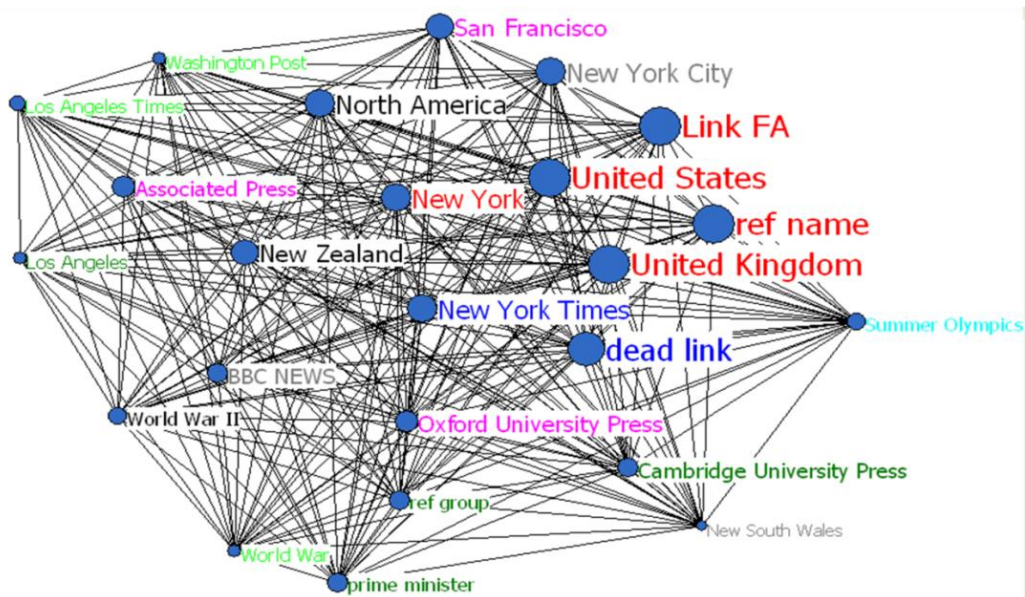 San Francisco
Washington Post
New York City
Los Angeles Times
North America
Link FA
United States
Associated Press
New York
ref name
New Zealand
Los Angeles
United Kingdom
New York Times
Summer Olympics
dead link
BBC NEWS
World War II
Oxford University Press
Cambridge University Press
ref group
New South Wales
World War
prime minister